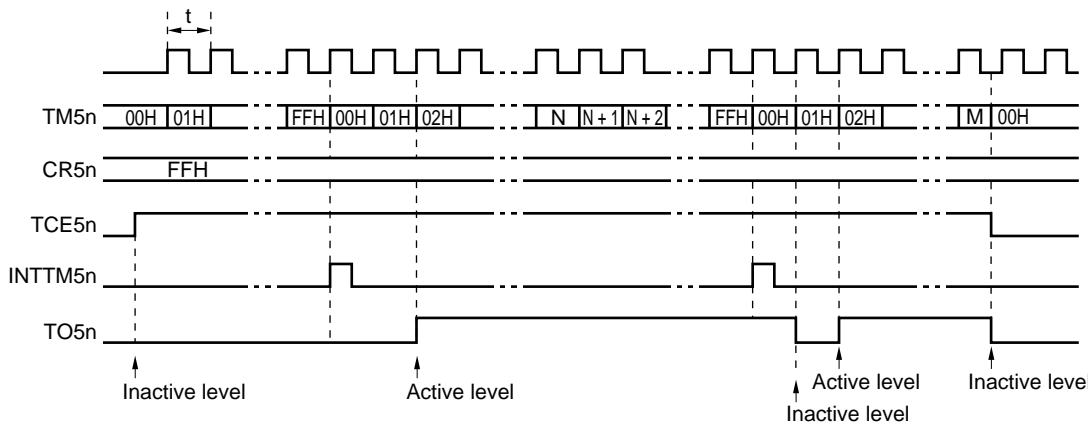 t
TM5n 00H 01H FFH 00H 01H 02H N N + 1 N + 2 FFH 00H 01H 02H M 00H
CR5n FFH
TCE5n
INTTM5n
TO5n
Inactive level Active level Active level Inactive level
Inactive level